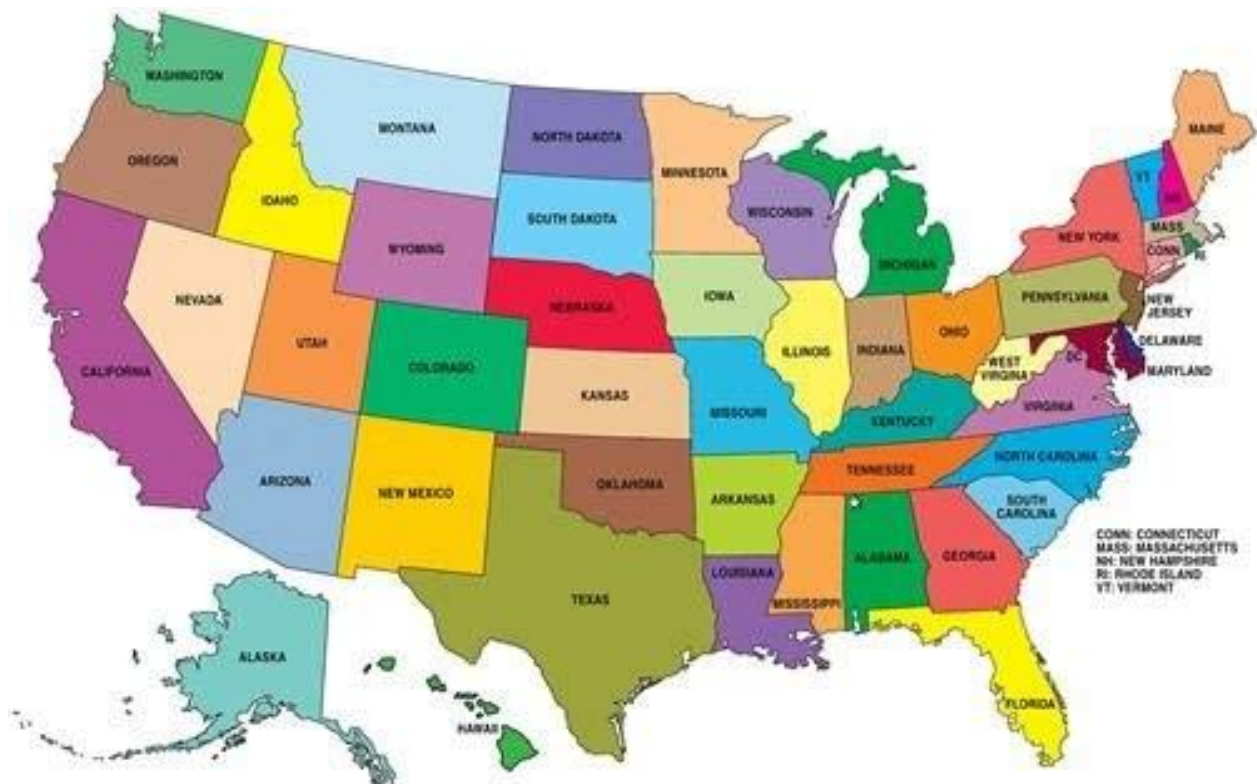 WASHINGTON
OREGON
IDAHO
MONTANA
NORTH DAKOTA
MINNESOTA
SOUTH DAKOTA
WYOMING
WISCONSIN
MICHIGAN
MAINE
VT
NH
MASS
NEW YORK
CONN
RI
CALIFORNIA
NEVADA
UTAH
COLORADO
NEBRASKA
KANSAS
IOWA
ILLINOIS
INDIANA
OHIO
PENNSYLVANIA
NEW
JERSEY
DELAWARE
MARYLAND
DC
WEST
VIRGINIA
VIRGINIA
KENTUCKY
MISSOURI
ARIZONA
NEW MEXICO
OKLAHOMA
ARKANSAS
TENNESSEE
NORTH CAROLINA
SOUTH
CAROLINA
TEXAS
LOUISIANA
MISSISSIPPI
ALABAMA
GEORGIA
FLORIDA
ALASKA
HAWAII
CONN: CONNECTICUT
MASS: MASSACHUSETTS
NH: NEW HAMPSHIRE
RI: RHODE ISLAND
VT: VERMONT